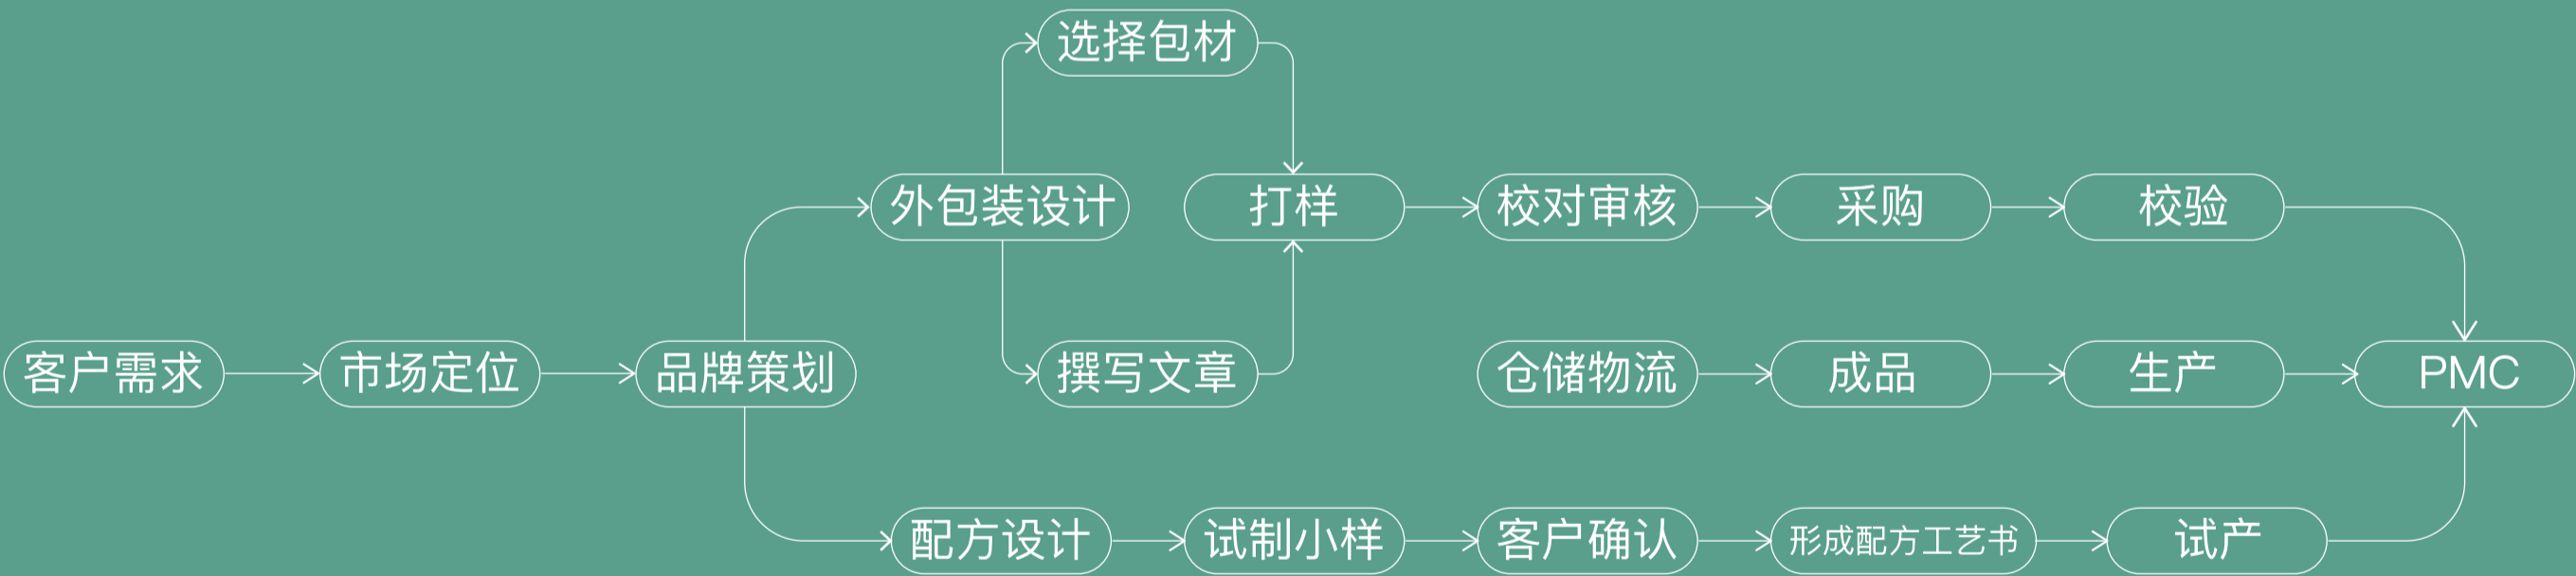 选择包材
外包装设计
打样
校对审核
采购
校验
客户需求
市场定位
品牌策划
撰写文章
仓储物流
成品
生产
PMC
配方设计
试制小样
客户确认
形成配方工艺书
试产